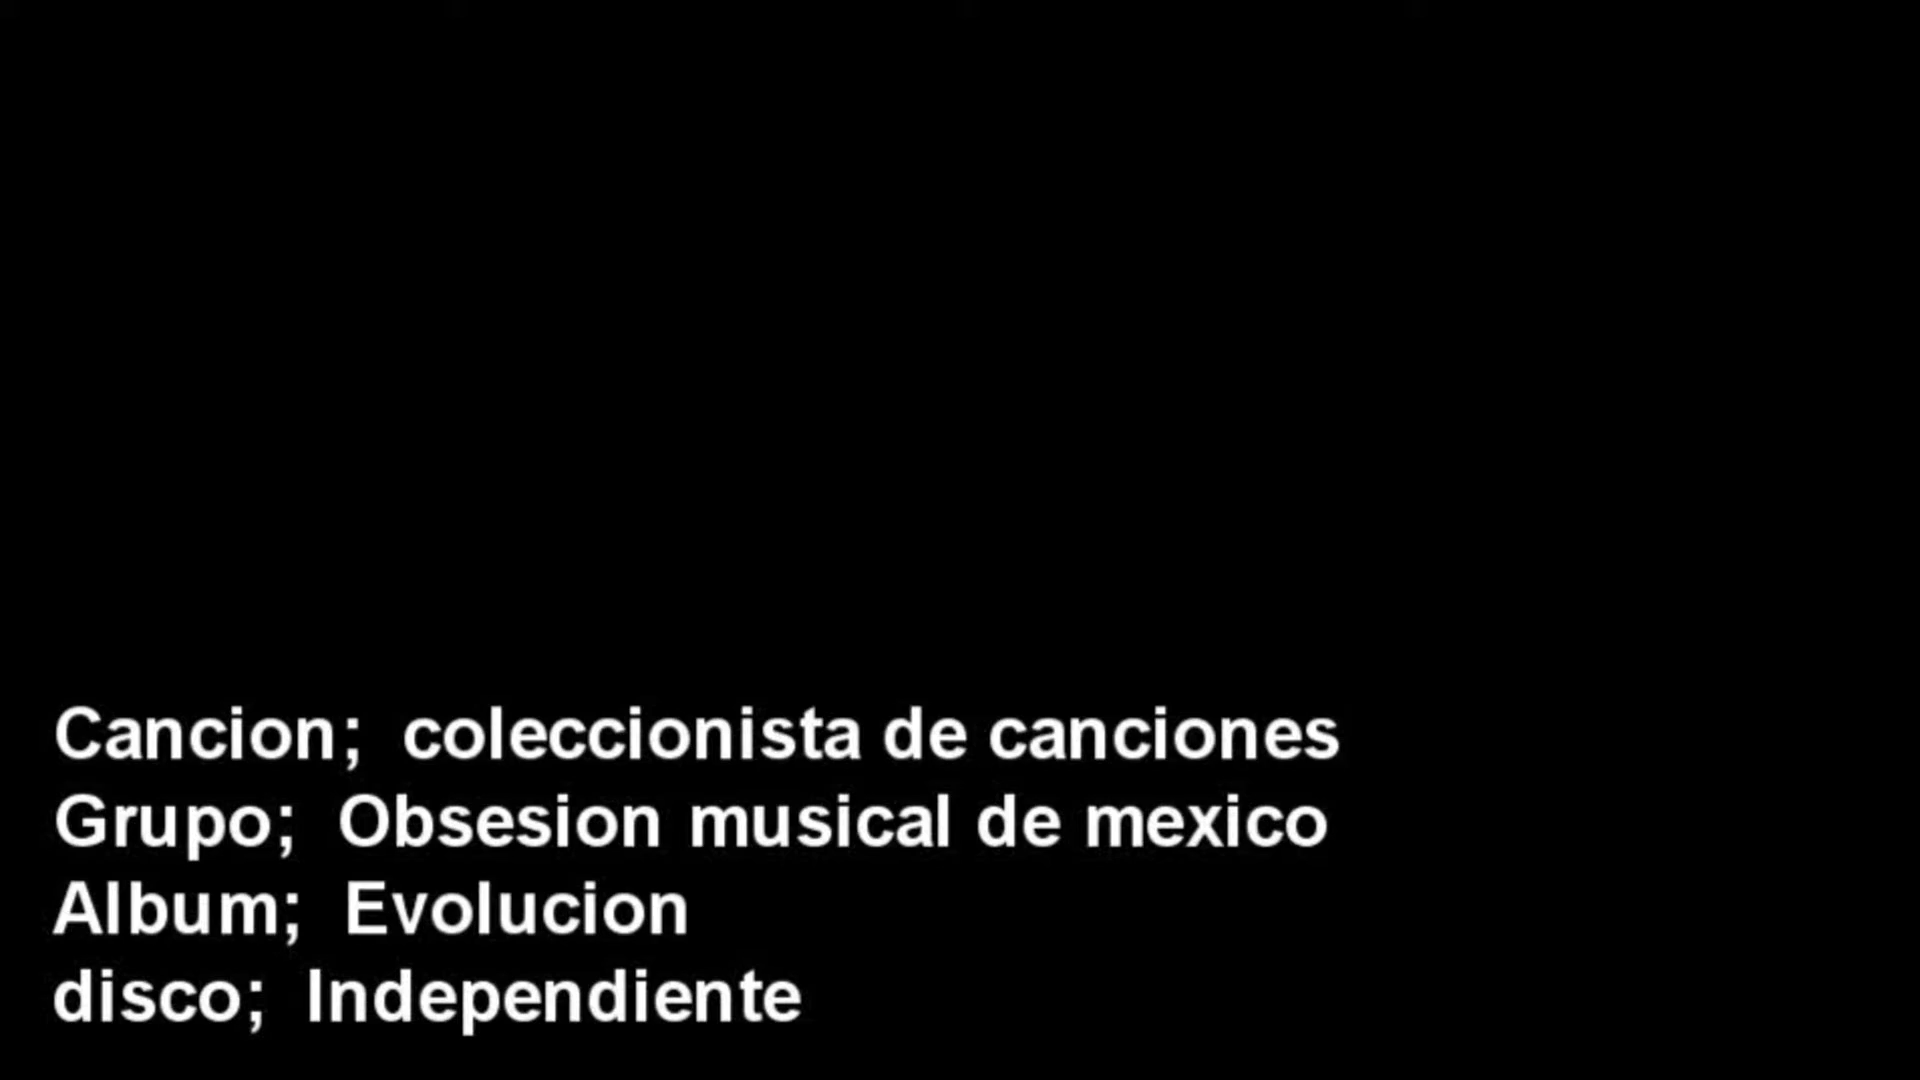 Cancion; coleccionista de canciones
Grupo; Obsesion musical de mexico
Album; Evolucion
disco; Independiente